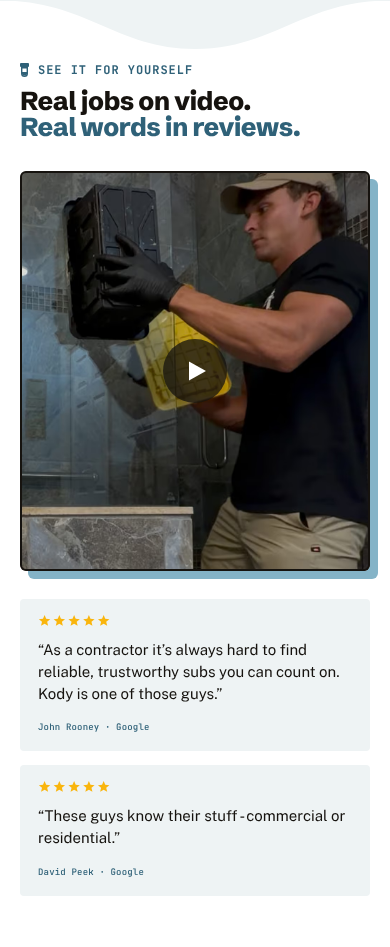 SEE IT FOR YOURSELF
Real jobs on video.
Real words in reviews.
“As a contractor it’s always hard to find
reliable, trustworthy subs you can count on.
Kody is one of those guys.”
John Rooney · Google
“These guys know their stuff - commercial or
residential.”
David Peek · Google